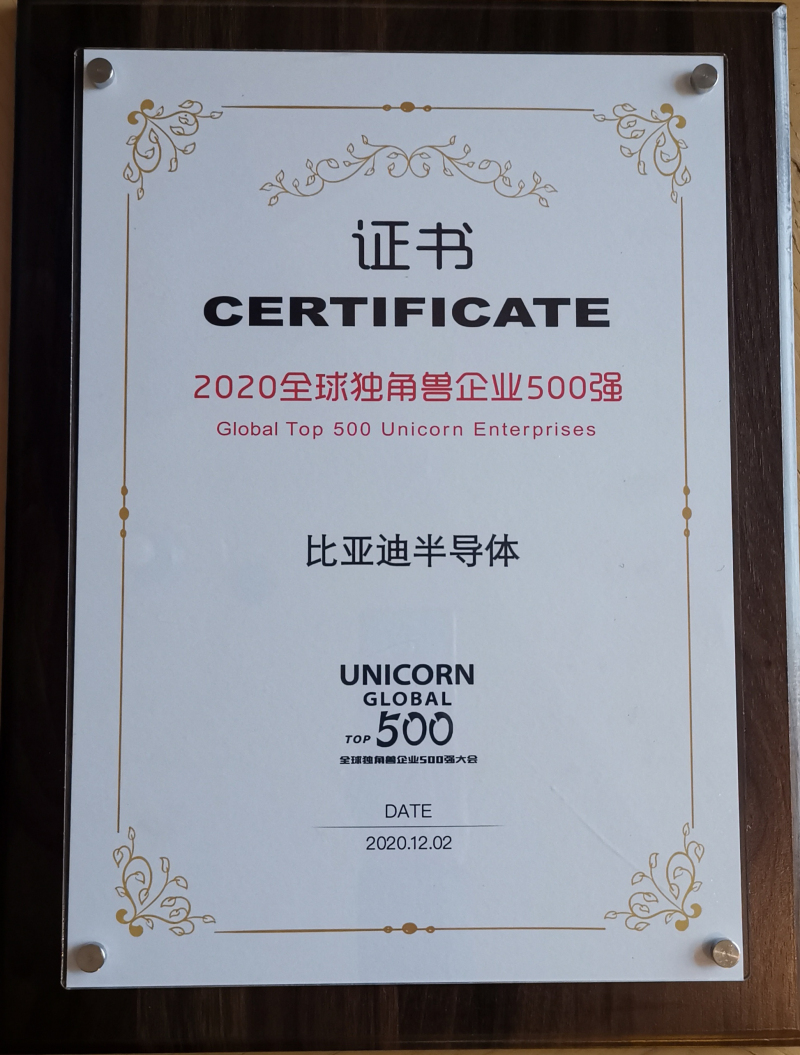 证书
CERTIFICATE
2020全球独角兽企业500强
Global Top 500 Unicorn Enterprises
比亚迪半导体
UNICORN
GLOBAL
TOP 500
全球独角兽企业500强大会
DATE
2020.12.02